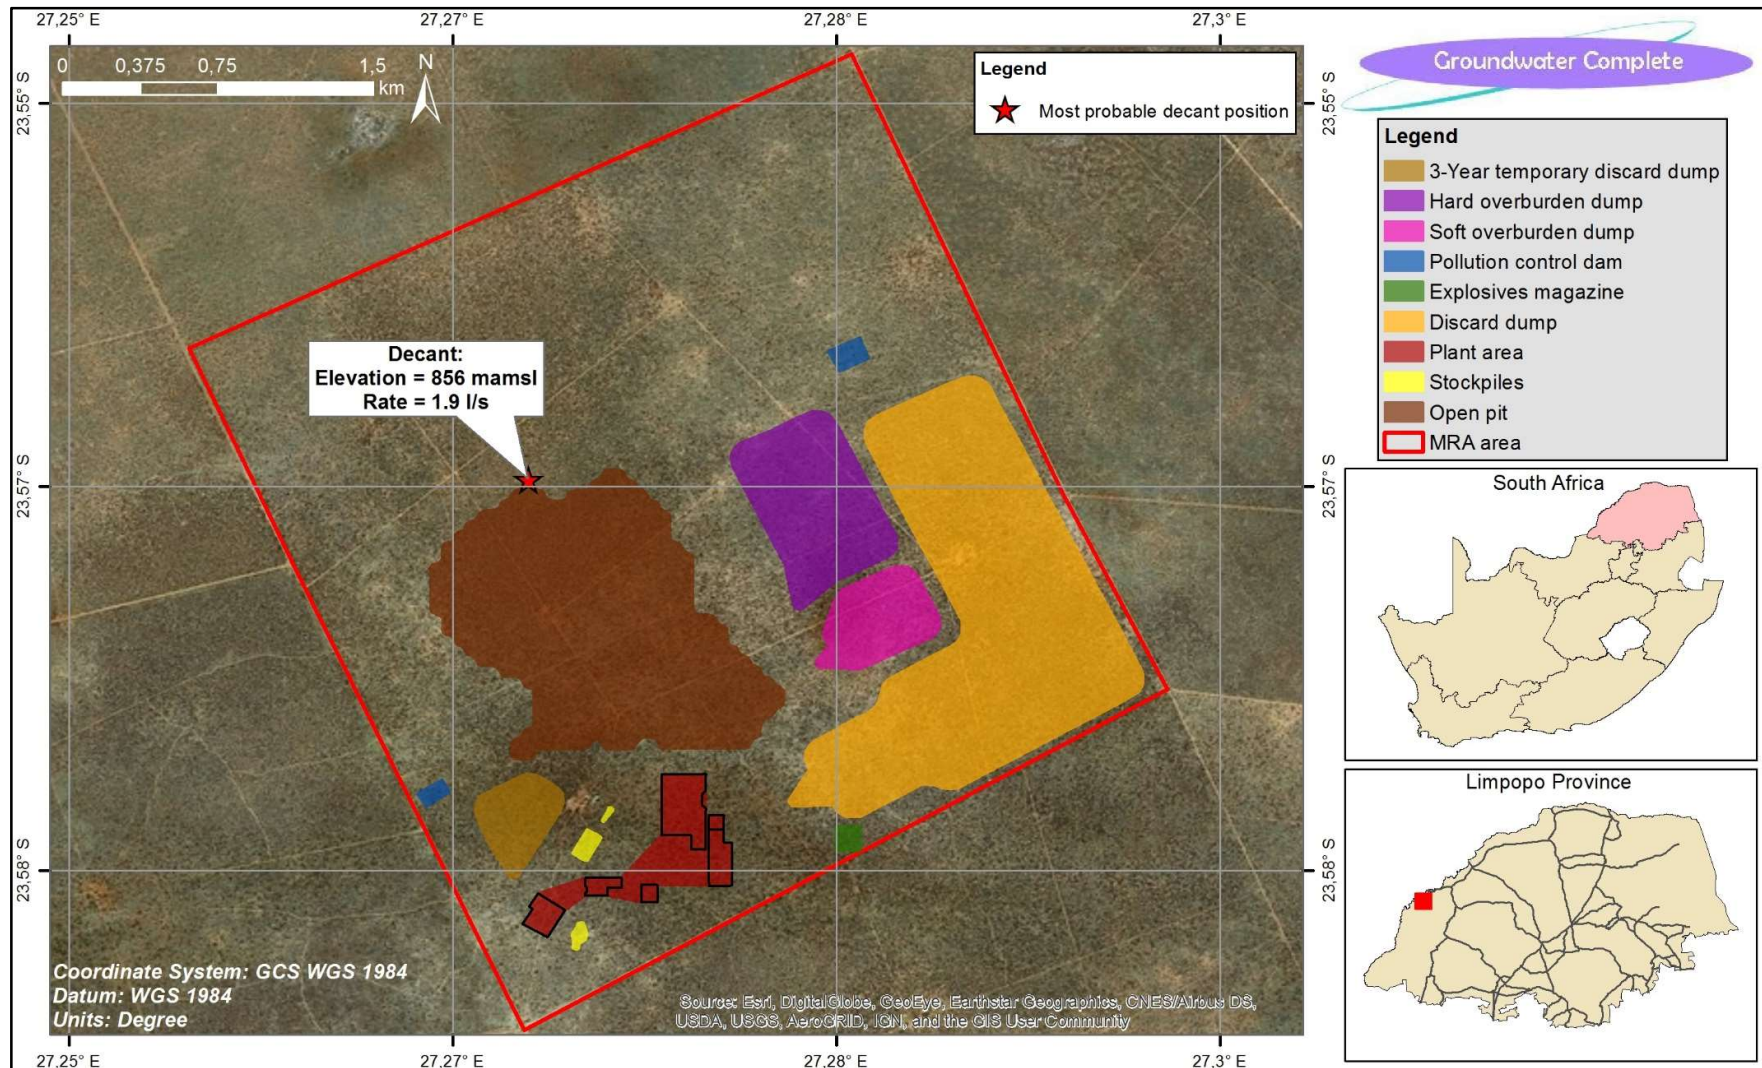 27,25° E
27,27° E
27,28° E
27,3° E
0 0,375 0,75 1,5
km
N
Legend
Most probable decant position
Groundwater Complete
23,55° S
23,55° S
Legend
3-Year temporary discard dump
Hard overburden dump
Soft overburden dump
Pollution control dam
Explosives magazine
Discard dump
Plant area
Stockpiles
Open pit
MRA area
Decant:
Elevation = 856 mamsl
Rate = 1.9 l/s
23,57° S
23,57° S
South Africa
Limpopo Province
23,58° S
23,58° S
Coordinate System: GCS WGS 1984
Datum: WGS 1984
Units: Degree
Source: Esri, DigitalGlobe, GeoEye, Earthstar Geographics, CNES/Airbus DS,
USDA, USGS, AeroGRID, IGN, and the GIS User Community
27,25° E
27,27° E
27,28° E
27,3° E